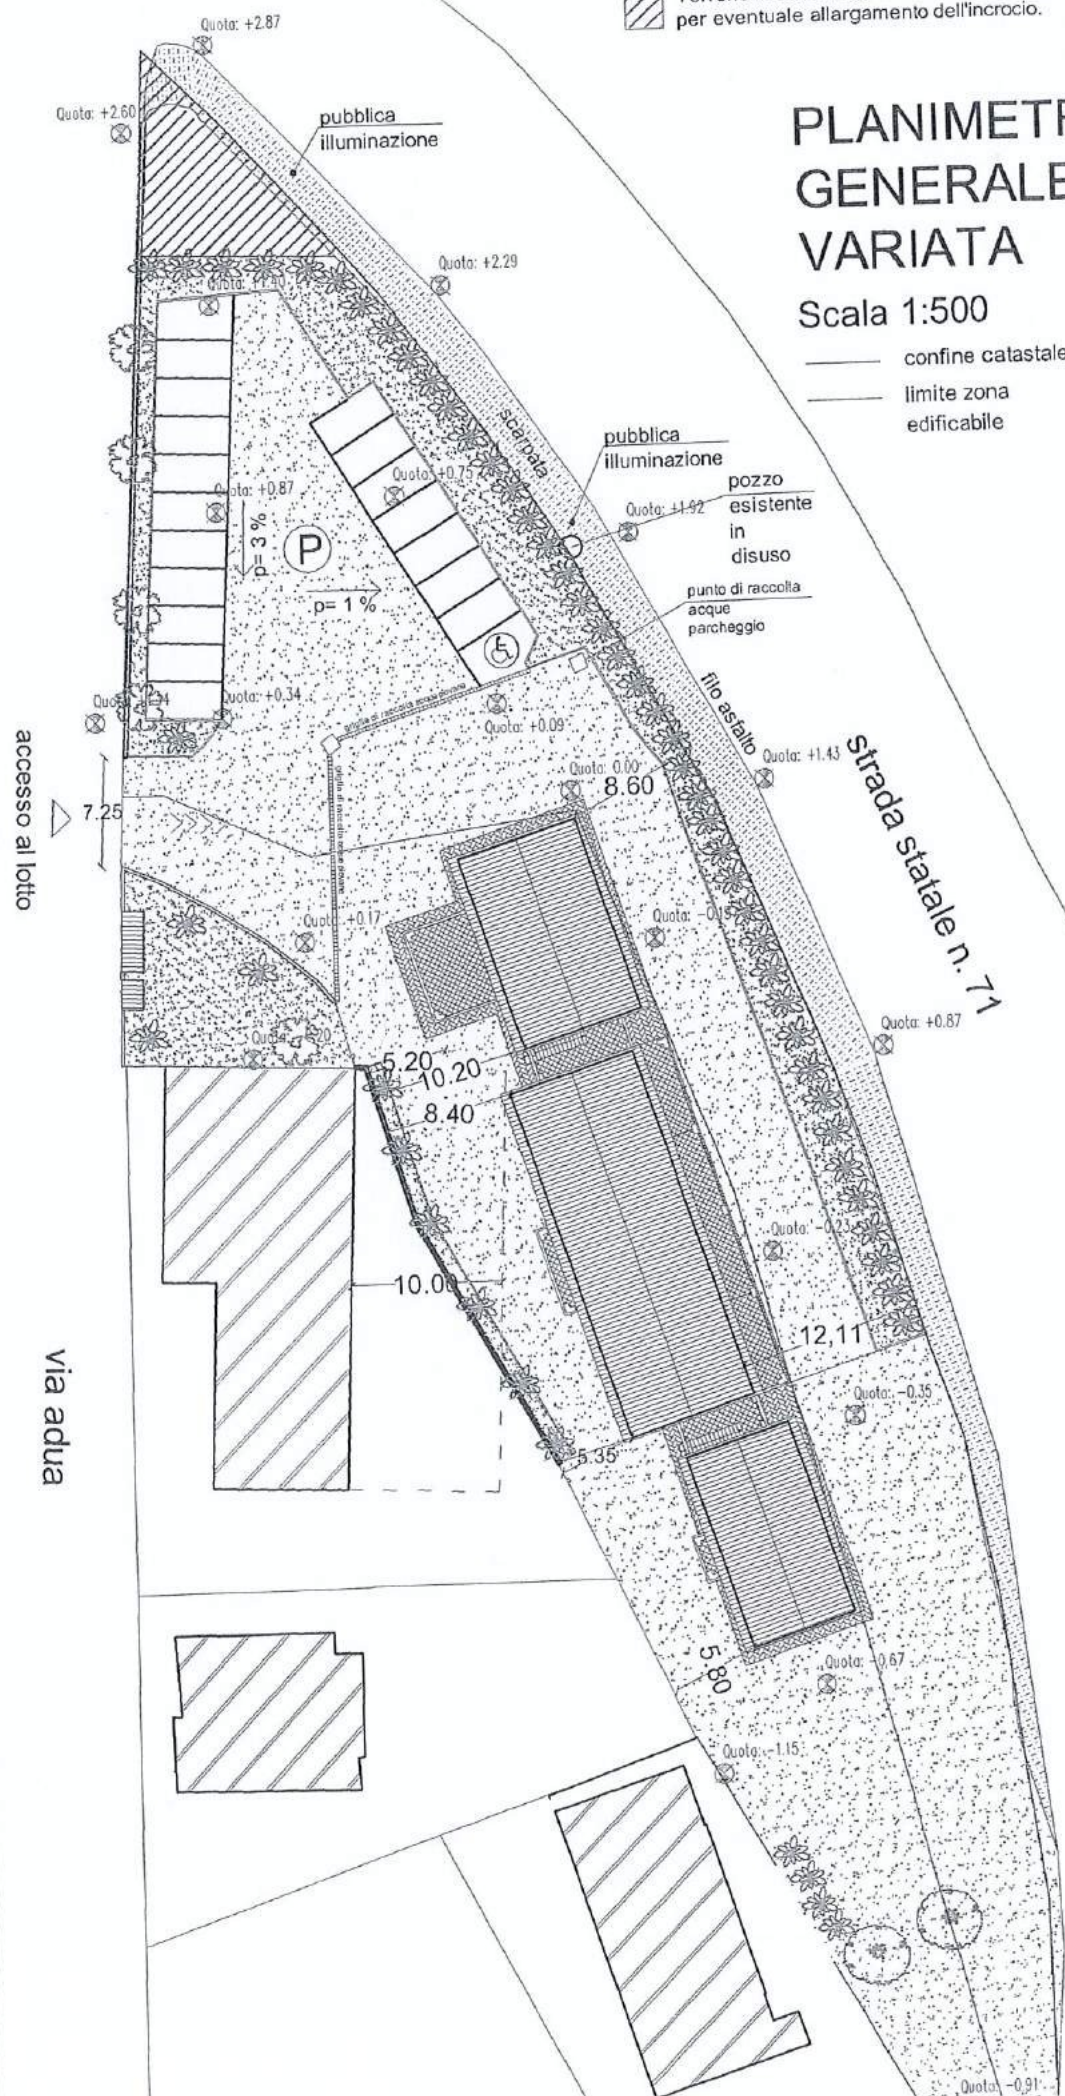 per eventuale allargamento dell'incrocio.
Quota: +2.87
Quota: +2.60
pubblica
illuminazione
GENERALE
VARIATA
Scala 1:500
confine catastale
limite zona
edificabile
Quota: +2.29
scarpata
pubblica
illuminazione
Quota: +0.75
Quota: +0.87
p= 3 %
P
p= 1 %
Quota: +1.92
pozzo
esistente
in
disuso
punto di raccolta
acque
parcheggio
filo asfalto
Quota: +0.34
Quota: +0.09
Quota: 0.00
8.60
Quota: +1.43
strada statale n. 71
accesso al lotto
7.25
Quota: +0.17
Quota:
Quota: +0.87
5.20
10.20
8.40
Quota: -0.23
10.00
12,11
Quota: -0.35
5.35
via adua
5.80
Quota: -0.67
Quota: -1.15
Quota: -0.91